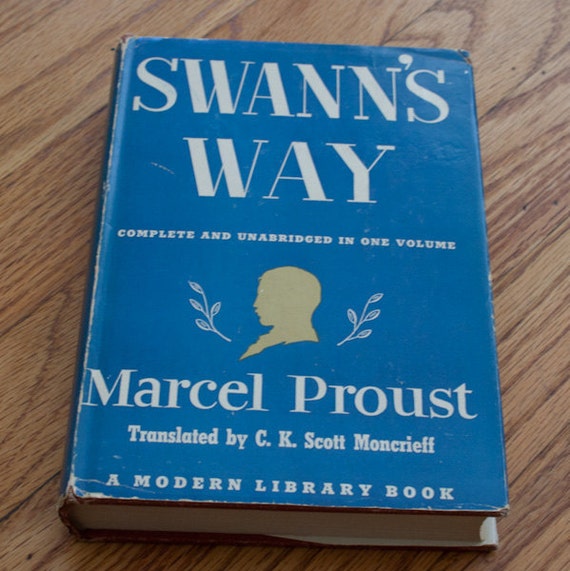 SWANN'S
WAY
COMPLETE AND UNABRIDGED IN ONE VOLUME
Marcel Proust
Translated by C. K. Scott Moncrieff
A MODERN LIBRARY BOOK